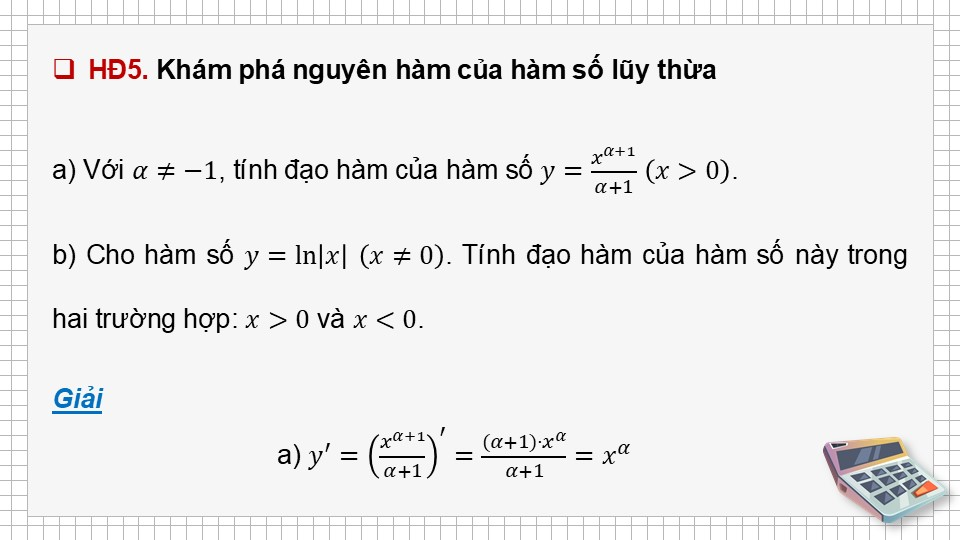 ❑ HĐ5. Khám phá nguyên hàm của hàm số lũy thừa
a) Với α ≠ −1, tính đạo hàm của hàm số y = x^(α+1)/(α+1) (x > 0).
b) Cho hàm số y = ln|x| (x ≠ 0). Tính đạo hàm của hàm số này trong
hai trường hợp: x > 0 và x < 0.
Giải
a) y′ = (x^(α+1)/(α+1))′ = ((α+1)·x^α)/(α+1) = x^α